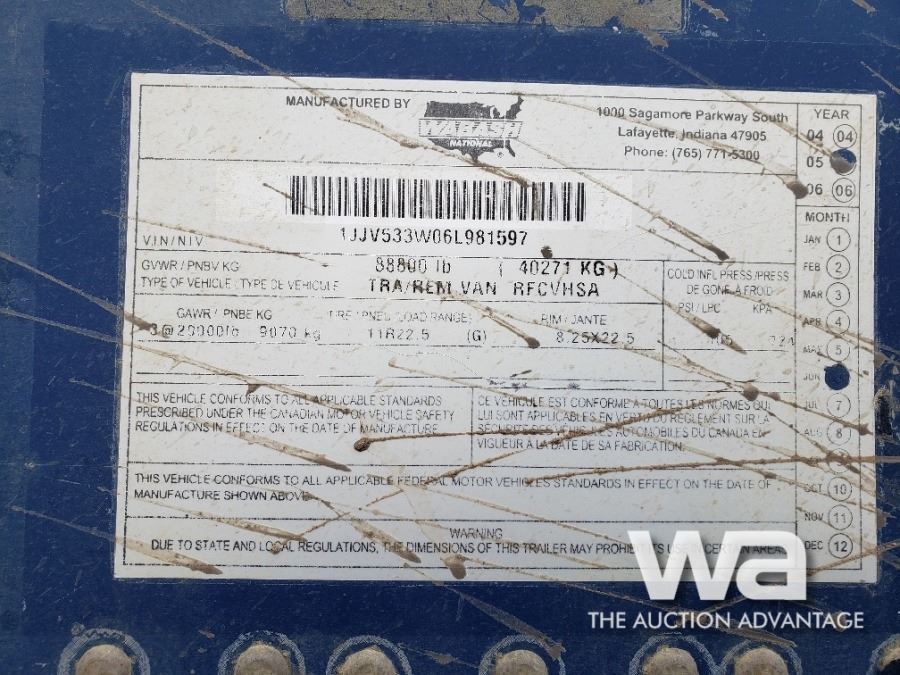 MANUFACTURED BY
WABASH
NATIONAL
1000 Sagamore Parkway South
Lafayette, Indiana 47905
Phone: (765) 771-5300
YEAR
04 04
05
06 06
MONTH
JAN 1
FEB 2
MAR 3
APR 4
MAY 5
JUN
JUL 7
AUG 8
OCT 10
NOV 11
DEC 12
1JJV533W06L981597
V.I.N / N.I.V.
GVWR / PNBV KG 88800 lb ( 40271 KG )
TYPE OF VEHICLE / TYPE DE VEHICULE TRA/REM VAN RFCVHSA
COLD INFL PRESS /PRESS
DE GONF A FROID
PSI / LPC KPA
GAWR / PNBE KG TIRE / PNEU (LOAD RANGE) RIM / JANTE
3@20000lb 9070 kg 11R22.5 (G) 8.25X22.5
THIS VEHICLE CONFORMS TO ALL APPLICABLE STANDARDS
PRESCRIBED UNDER THE CANADIAN MOTOR VEHICLE SAFETY
REGULATIONS IN EFFECT ON THE DATE OF MANUFACTURE
CE VEHICULE EST CONFORME A TOUTES LES NORMES QUI
LUI SONT APPLICABLES EN VERTU DU REGLEMENT SUR LA
SECURITE DES VEHICULES AUTOMOBILES DU CANADA EN
VIGUEUR A LA DATE DE SA FABRICATION.
THIS VEHICLE CONFORMS TO ALL APPLICABLE FEDERAL MOTOR VEHICLES STANDARDS IN EFFECT ON THE DATE OF
MANUFACTURE SHOWN ABOVE
WARNING
DUE TO STATE AND LOCAL REGULATIONS, THE DIMENSIONS OF THIS TRAILER MAY PROHIBIT ITS USE IN CERTAIN AREAS
wa
THE AUCTION ADVANTAGE